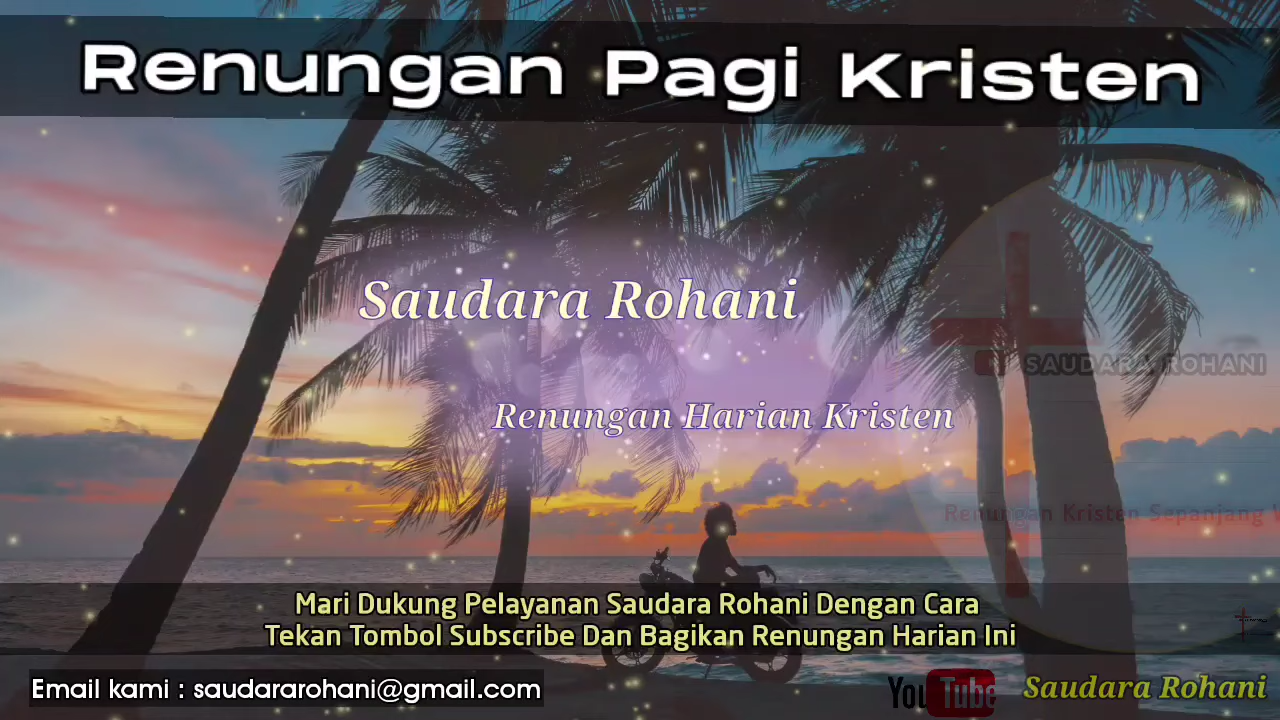 Renungan Pagi Kristen
Saudara Rohani
SAUDARA ROHANI
Renungan Harian Kristen
Renungan Kristen Sepanjang
Mari Dukung Pelayanan Saudara Rohani Dengan Cara
Tekan Tombol Subscribe Dan Bagikan Renungan Harian Ini
Email kami : saudararohani@gmail.com
YouTube
Saudara Rohani